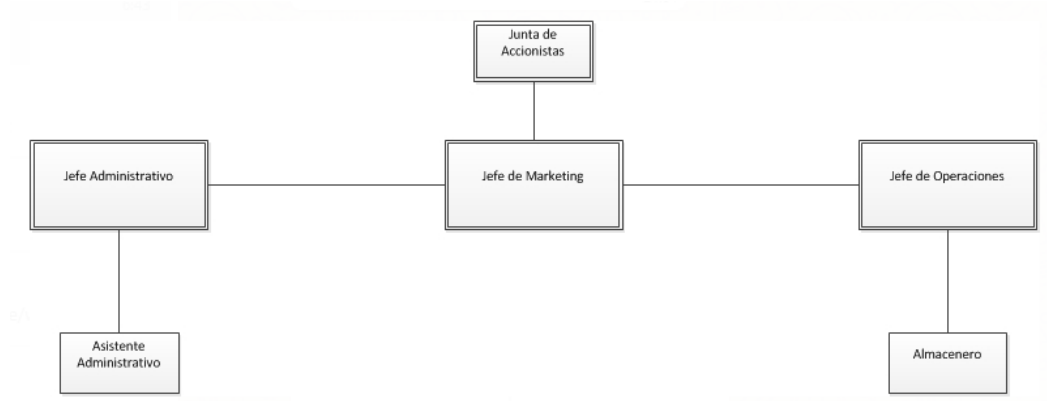 Junta de
Accionistas
Jefe Administrativo
Jefe de Marketing
Jefe de Operaciones
Asistente
Administrativo
Almacenero